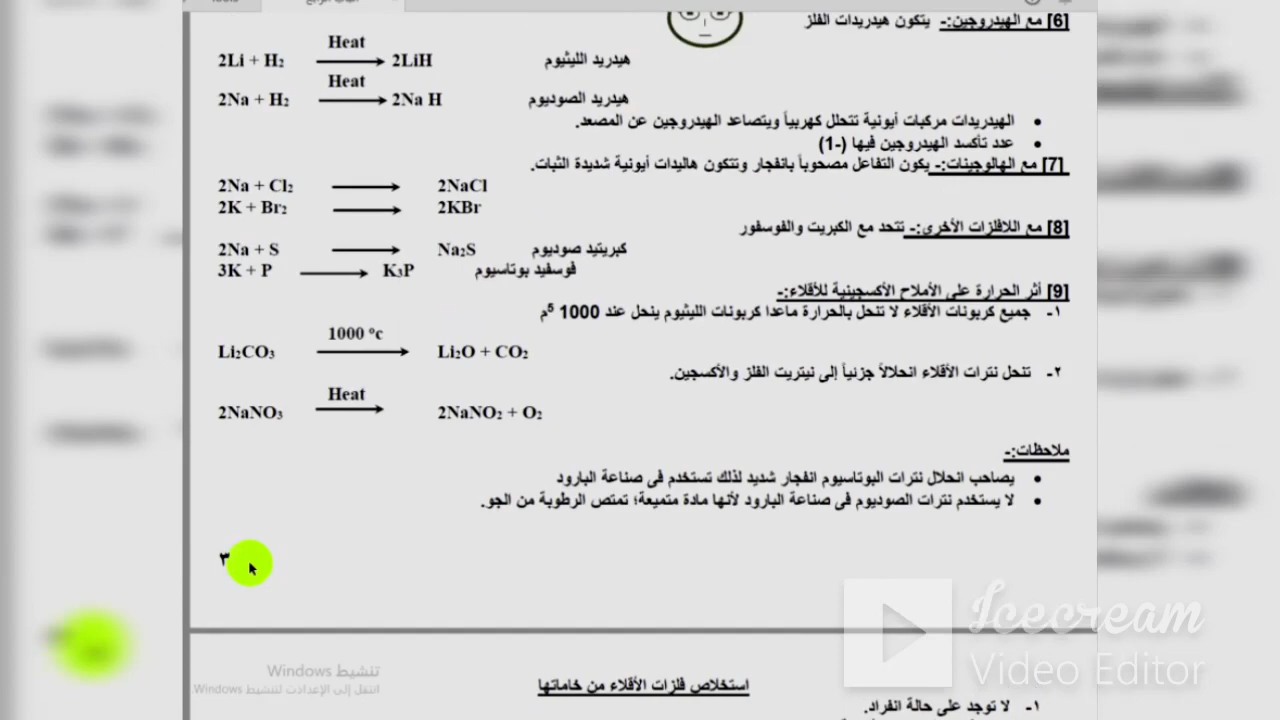 [6] مع الهيدروجين:- يتكون هيدريدات الفلز
Heat
2Li + H₂ ⟶ 2LiH هيدريد الليثيوم
Heat
2Na + H₂ ⟶ 2Na H هيدريد الصوديوم
• الهيدريدات مركبات أيونية تتحلل كهربياً ويتصاعد الهيدروجين عن المصعد.
• عدد تأكسد الهيدروجين فيها (-1)
[7] مع الهالوجينات:- يكون التفاعل مصحوباً بانفجار وتتكون هاليدات أيونية شديدة الثبات.
2Na + Cl₂ ⟶ 2NaCl
2K + Br₂ ⟶ 2KBr
[8] مع اللافلزات الأخرى:- تتحد مع الكبريت والفوسفور
2Na + S ⟶ Na₂S كبريتيد صوديوم
3K + P ⟶ K₃P فوسفيد بوتاسيوم
[9] أثر الحرارة على الأملاح الأكسجينية للأقلاء:-
١- جميع كربونات الأقلاء لا تنحل بالحرارة ماعدا كربونات الليثيوم ينحل عند 1000 ⁵م
1000 ºc
Li₂CO₃ ⟶ Li₂O + CO₂
٢- تنحل نترات الأقلاء انحلالاً جزئياً إلى نيتريت الفلز والأكسجين.
Heat
2NaNO₃ ⟶ 2NaNO₂ + O₂
ملاحظات:-
• يصاحب انحلال نترات البوتاسيوم انفجار شديد لذلك تستخدم فى صناعة البارود
• لا يستخدم نترات الصوديوم فى صناعة البارود لأنها مادة متميعة؛ تمتص الرطوبة من الجو.
٣
Icecream
Video Editor
تنشيط Windows
انتقل إلى الإعدادات لتنشيط Windows.
استخلاص فلزات الأقلاء من خاماتها
١- لا توجد على حالة انفراد.